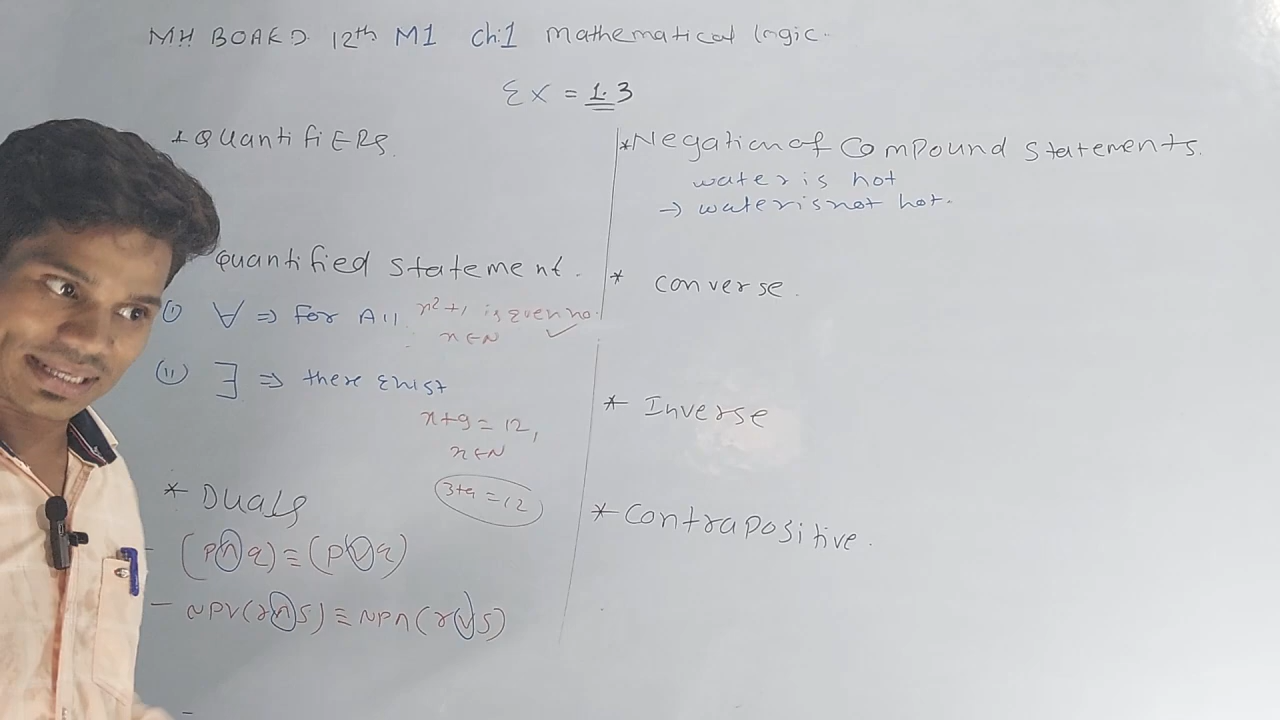 MH BOARD 12th M1 Ch:1 Mathematical logic.
Ex = 1.3
* QUantifiERS.
Quantified statement.
(i) ∀ ⇒ For All. x²+1 is Even no.
x∈N ✓
(ii) ∃ ⇒ there Exist
x+9 = 12,
x∈N
3+9 = 12
* Duals
- (p∧q) ≡ (p∨q)
- ~p∨(r∧s) ≡ ~p∧(r∨s)
* Negation of Compound Statements.
water is hot
→ water is not hot.
* converse.
* Inverse
* Contrapositive.